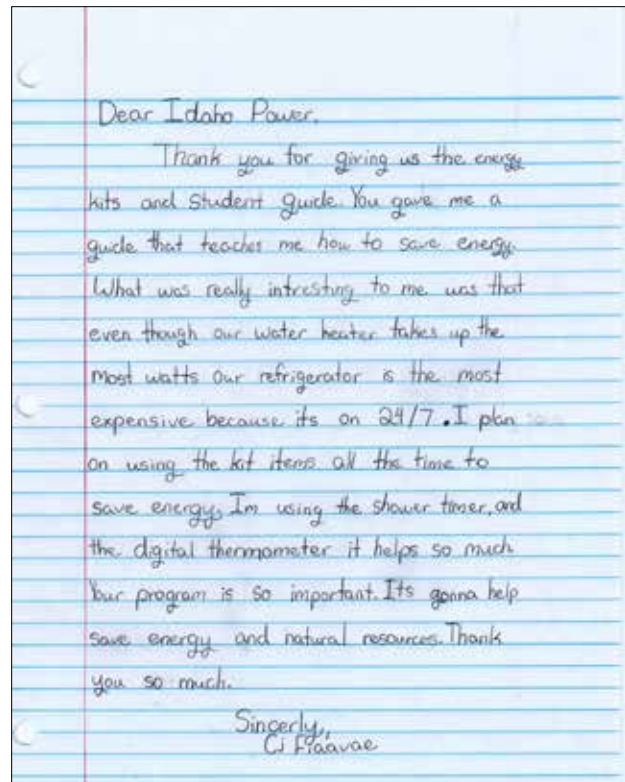 Dear Idaho Power,
Thank you for giving us the energy
kits and student guide. You gave me a
guide that teaches me how to save energy.
What was really intresting to me was that
even though our water heater takes up the
most watts our refrigerator is the most
expensive because its on 24/7. I plan
on using the kit items all the time to
save energy. Im using the shower timer, and
the digital thermometer it helps so much
Your program is so important. Its gonna help
save energy and natural resources. Thank
you so much.
Sincerly,
CJ